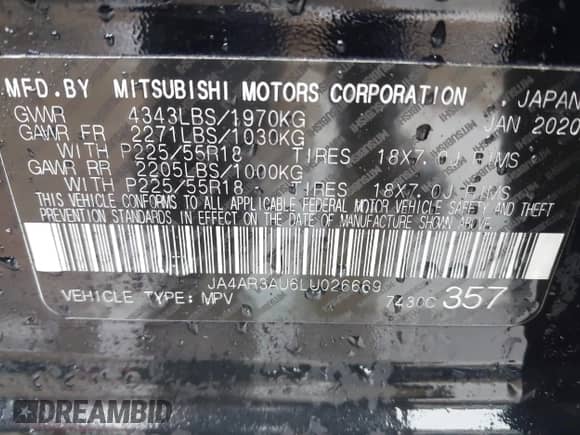 MFD.BY MITSUBISHI MOTORS CORPORATION , JAPAN
GVWR 4343LBS/1970KG JAN 2020
GAWR FR 2271LBS/1030KG
WITH P225/55R18 TIRES 18X7.0J RIMS
GAWR RR 2205LBS/1000KG
WITH P225/55R18 TIRES 18X7.0J RIMS
THIS VEHICLE CONFORMS TO ALL APPLICABLE FEDERAL MOTOR VEHICLE SAFETY AND THEFT
PREVENTION STANDARDS IN EFFECT ON THE DATE OF MANUFACTURE SHOWN ABOVE.
JA4AR3AU6LU026669
VEHICLE TYPE: MPV 7430C 357
DREAMBID